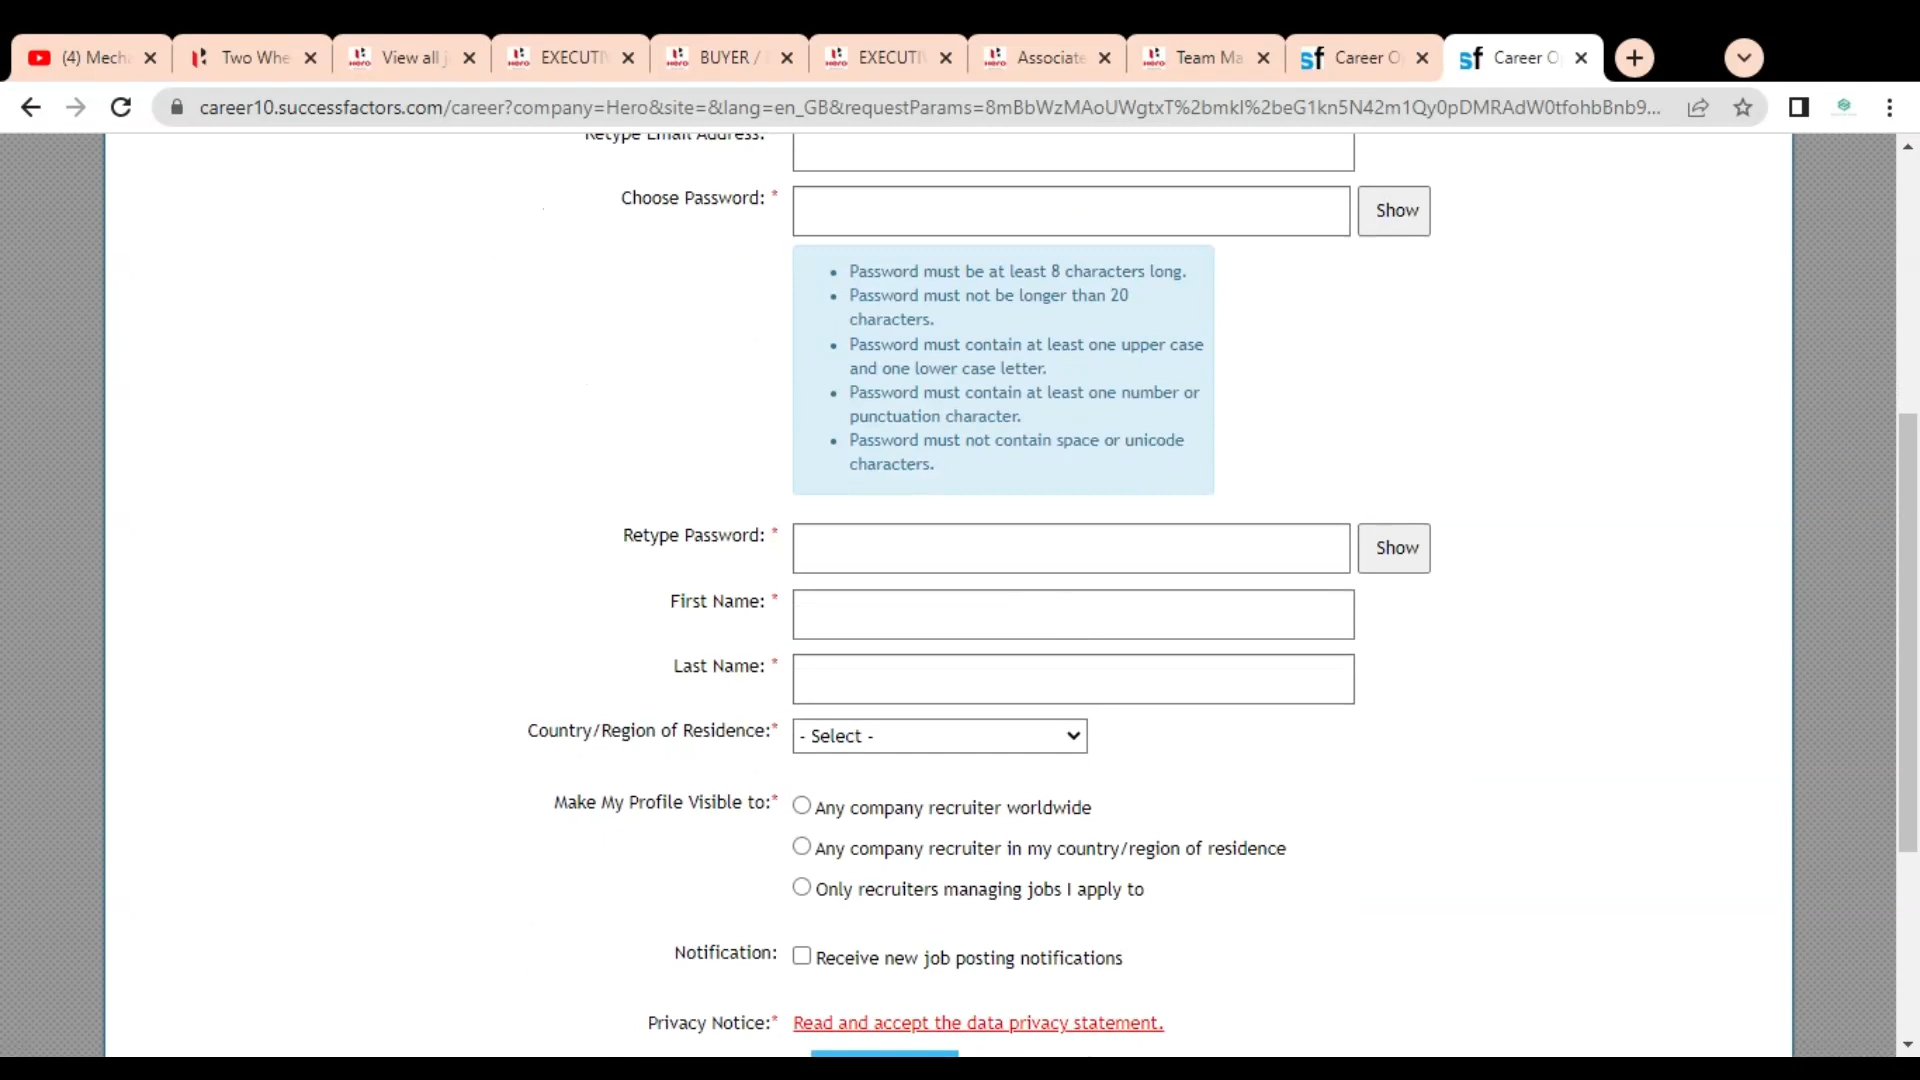 (4) Mech
Two Whe
View all j
EXECUTI
BUYER /
EXECUTI
Associate
Team Ma
Career O
Career O
career10.successfactors.com/career?company=Hero&site=&lang=en_GB&requestParams=8mBbWzMAoUWgtxT%2bmkI%2beG1kn5N42m1Qy0pDMRAdW0tfohbBnb9...
Retype Email Address:
Choose Password: *
Show
• Password must be at least 8 characters long.
• Password must not be longer than 20
characters.
• Password must contain at least one upper case
and one lower case letter.
• Password must contain at least one number or
punctuation character.
• Password must not contain space or unicode
characters.
Retype Password: *
Show
First Name: *
Last Name: *
Country/Region of Residence:*
- Select -
Make My Profile Visible to:*
Any company recruiter worldwide
Any company recruiter in my country/region of residence
Only recruiters managing jobs I apply to
Notification:
Receive new job posting notifications
Privacy Notice:*
Read and accept the data privacy statement.